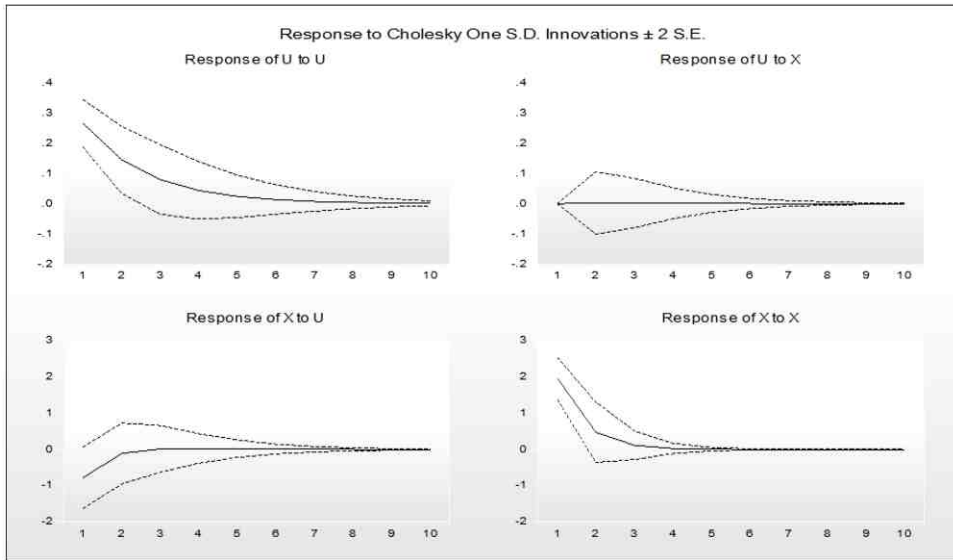 Response to Cholesky One S.D. Innovations ± 2 S.E.
Response of U to U
.4
.3
.2
.1
.0
-.1
-.2
1 2 3 4 5 6 7 8 9 10
Response of U to X
.4
.3
.2
.1
.0
-.1
-.2
1 2 3 4 5 6 7 8 9 10
Response of X to U
3
2
1
0
-1
-2
1 2 3 4 5 6 7 8 9 10
Response of X to X
3
2
1
0
-1
-2
1 2 3 4 5 6 7 8 9 10